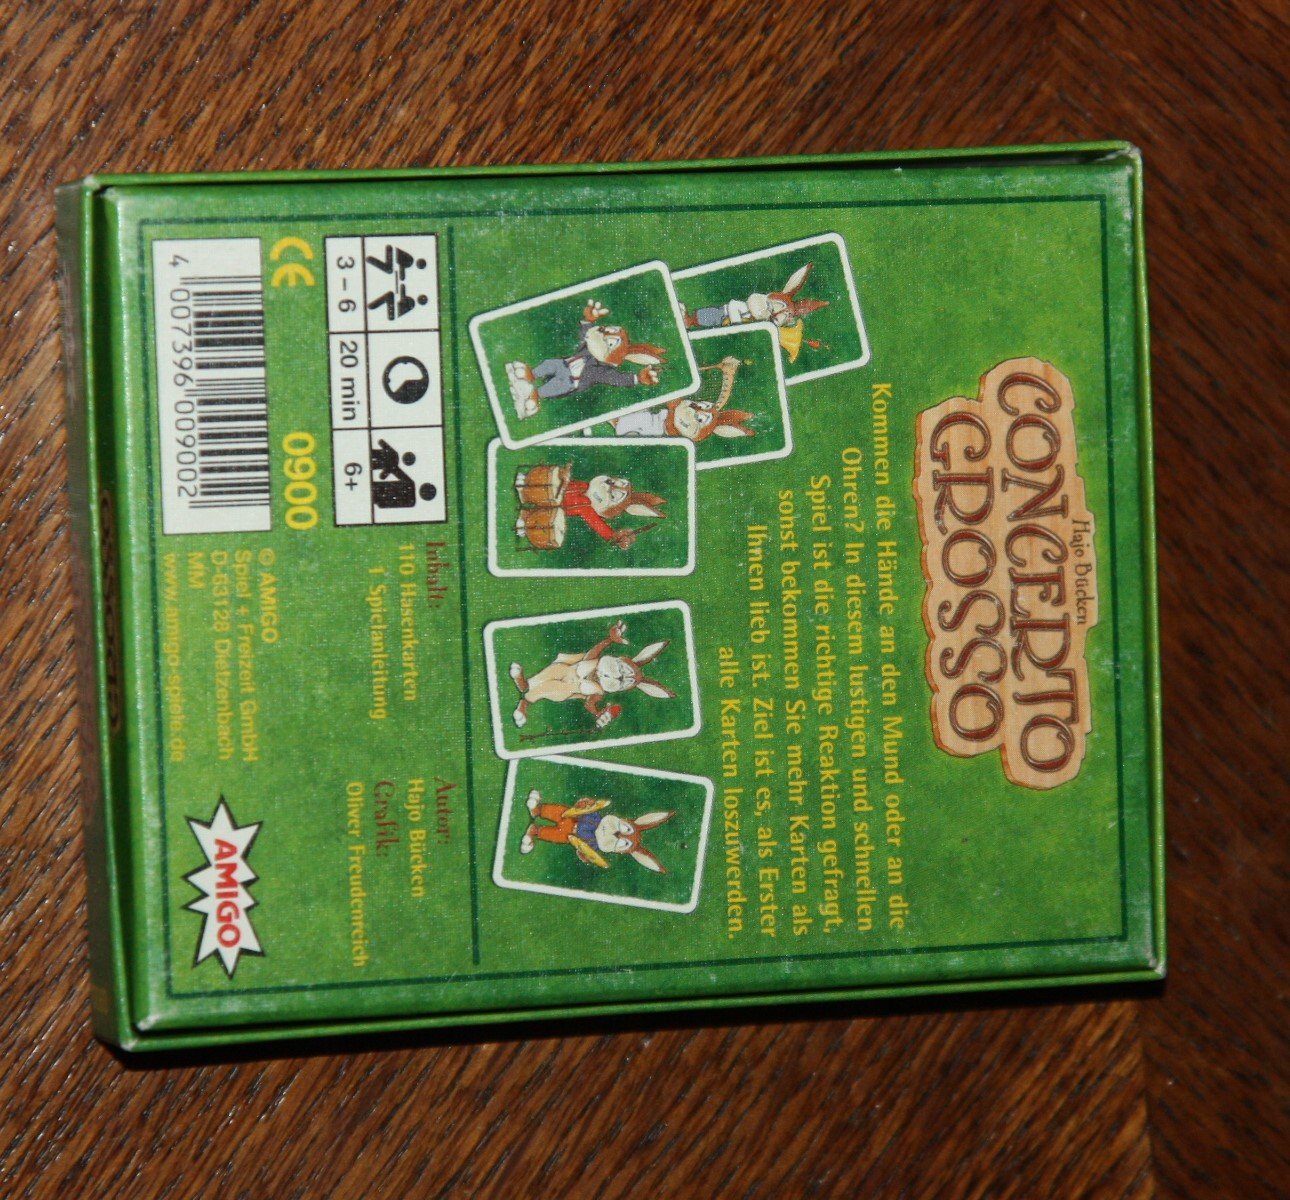 Hajo Bücken
CONCERTO
GROSSO
Kommen die Hände an den Mund oder an die
Ohren? In diesem lustigen und schnellen
Spiel ist die richtige Reaktion gefragt,
sonst bekommen Sie mehr Karten als
Ihnen lieb ist. Ziel ist es, als Erster
alle Karten loszuwerden.
3 – 6
20 min
6+
CE
0900
4 007396 009002
Inhalt:
110 Hasenkarten
1 Spielanleitung
Autor:
Hajo Bücken
Grafik:
Oliver Freudenreich
© AMIGO
Spiel + Freizeit GmbH
D-63128 Dietzenbach
MM
www.amigo-spiele.de
AMIGO